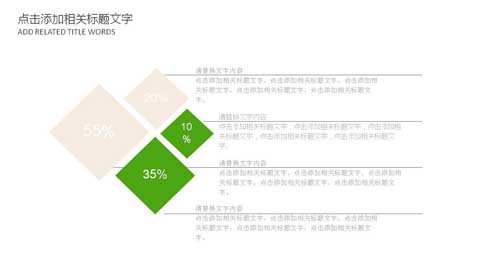 点击添加相关标题文字
ADD RELATED TITLE WORDS
请替换文字内容
点击添加相关标题文字，点击添加相关标题文字，点击添加相
关标题文字，点击添加相关标题文字，点击添加相关标题文
字。
20%
请替换文字内容
点击添加相关标题文字，点击添加相关标题文字，点击添加相
关标题文字，点击添加相关标题文字，点击添加相关标题文
字。
55%
10
%
请替换文字内容
点击添加相关标题文字，点击添加相关标题文字，点击添加相
关标题文字，点击添加相关标题文字，点击添加相关标题文
字。
35%
请替换文字内容
点击添加相关标题文字，点击添加相关标题文字，点击添加相
关标题文字，点击添加相关标题文字，点击添加相关标题文
字。